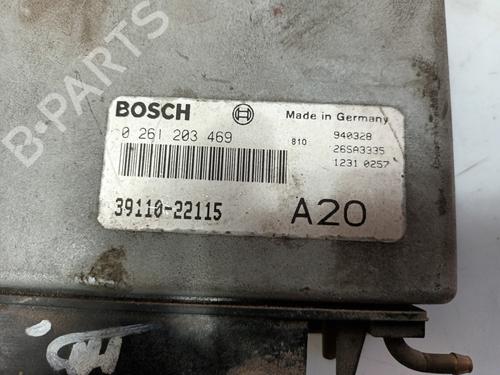 B-PARTS
BOSCH
Made in Germany
0 261 203 469
810
940328
26SA3335
1231 0257
39110-22115
A20